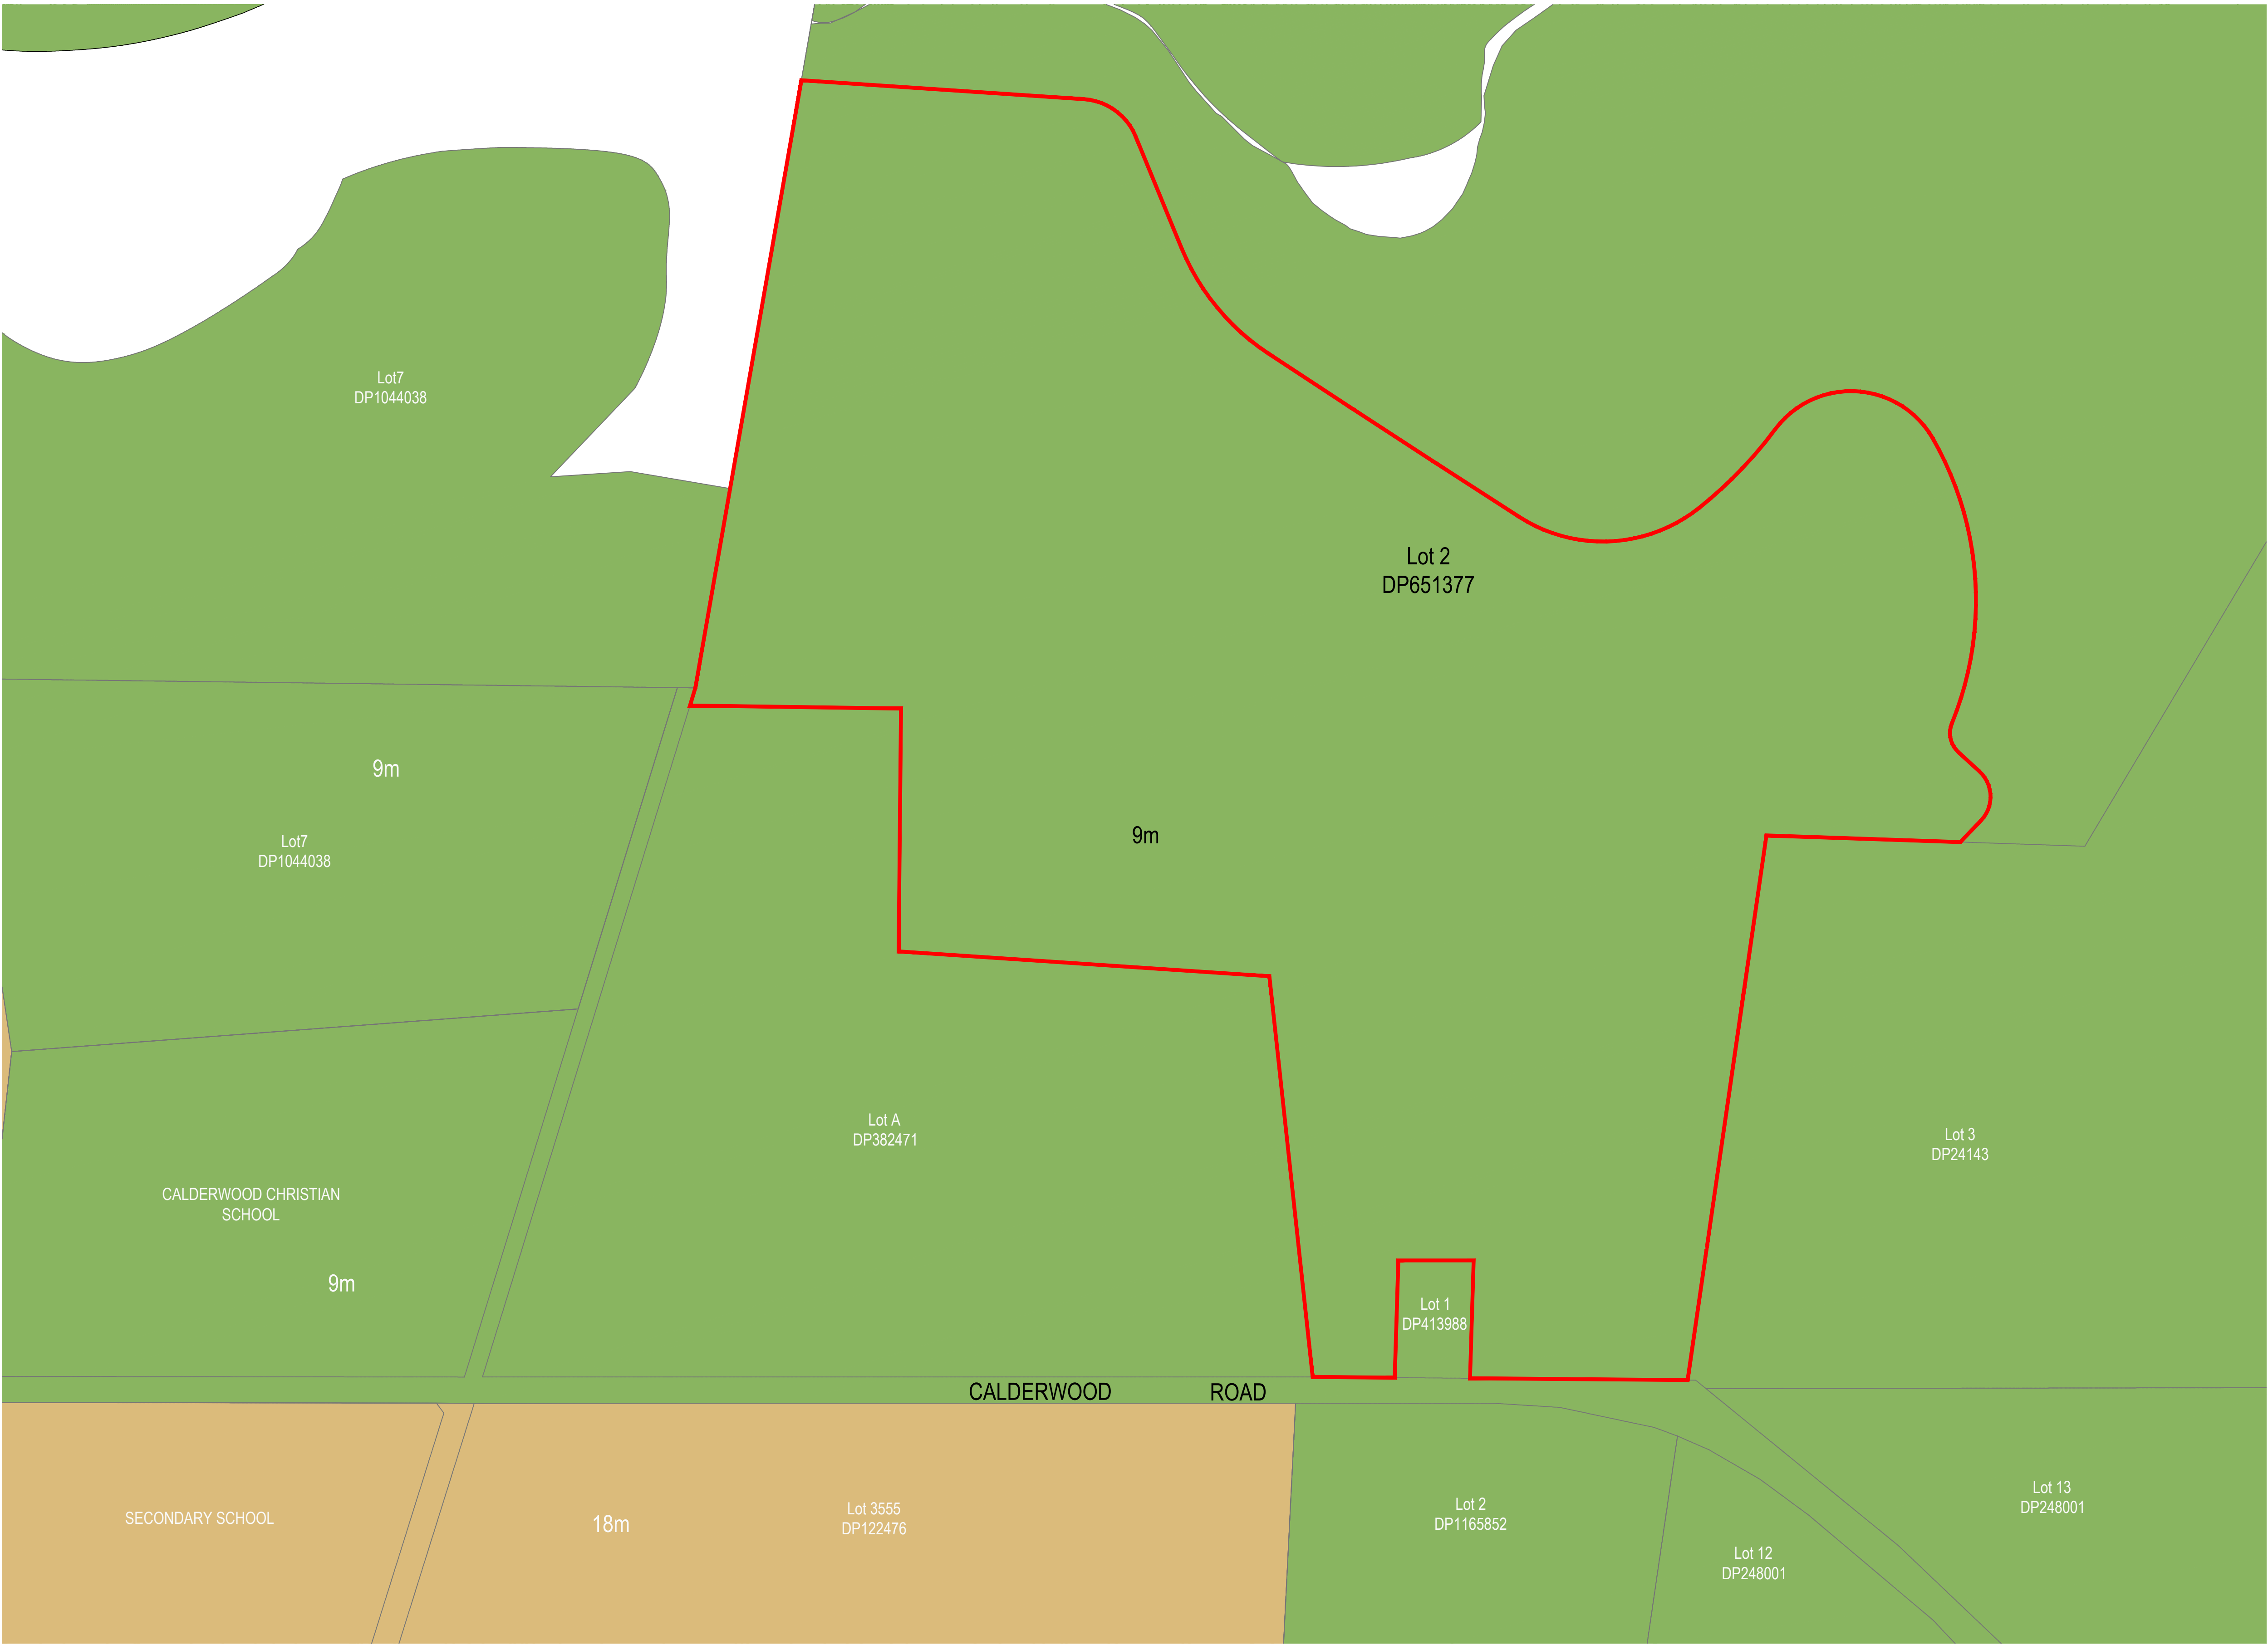 Lot7
DP1044038
Lot 2
DP651377
9m
9m
Lot7
DP1044038
Lot A
DP382471
Lot 3
DP24143
CALDERWOOD CHRISTIAN
SCHOOL
9m
Lot 1
DP413988
CALDERWOOD ROAD
SECONDARY SCHOOL
18m
Lot 3555
DP122476
Lot 2
DP1165852
Lot 13
DP248001
Lot 12
DP248001